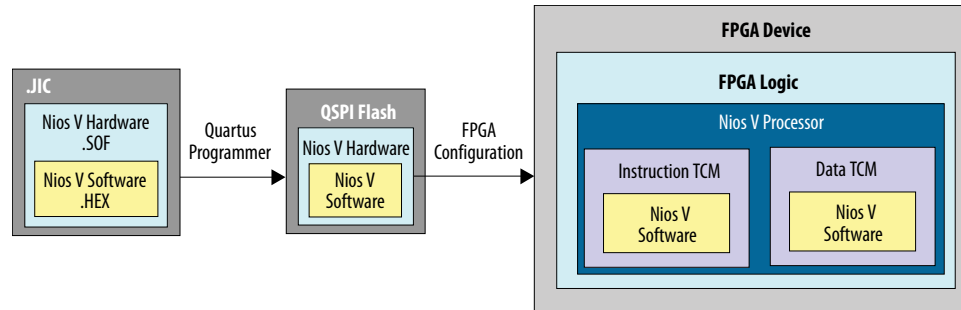 .JIC
Nios V Hardware
.SOF
Nios V Software
.HEX
Quartus
Programmer
QSPI Flash
Nios V Hardware
Nios V
Software
FPGA
Configuration
FPGA Device
FPGA Logic
Nios V Processor
Instruction TCM
Nios V
Software
Data TCM
Nios V
Software